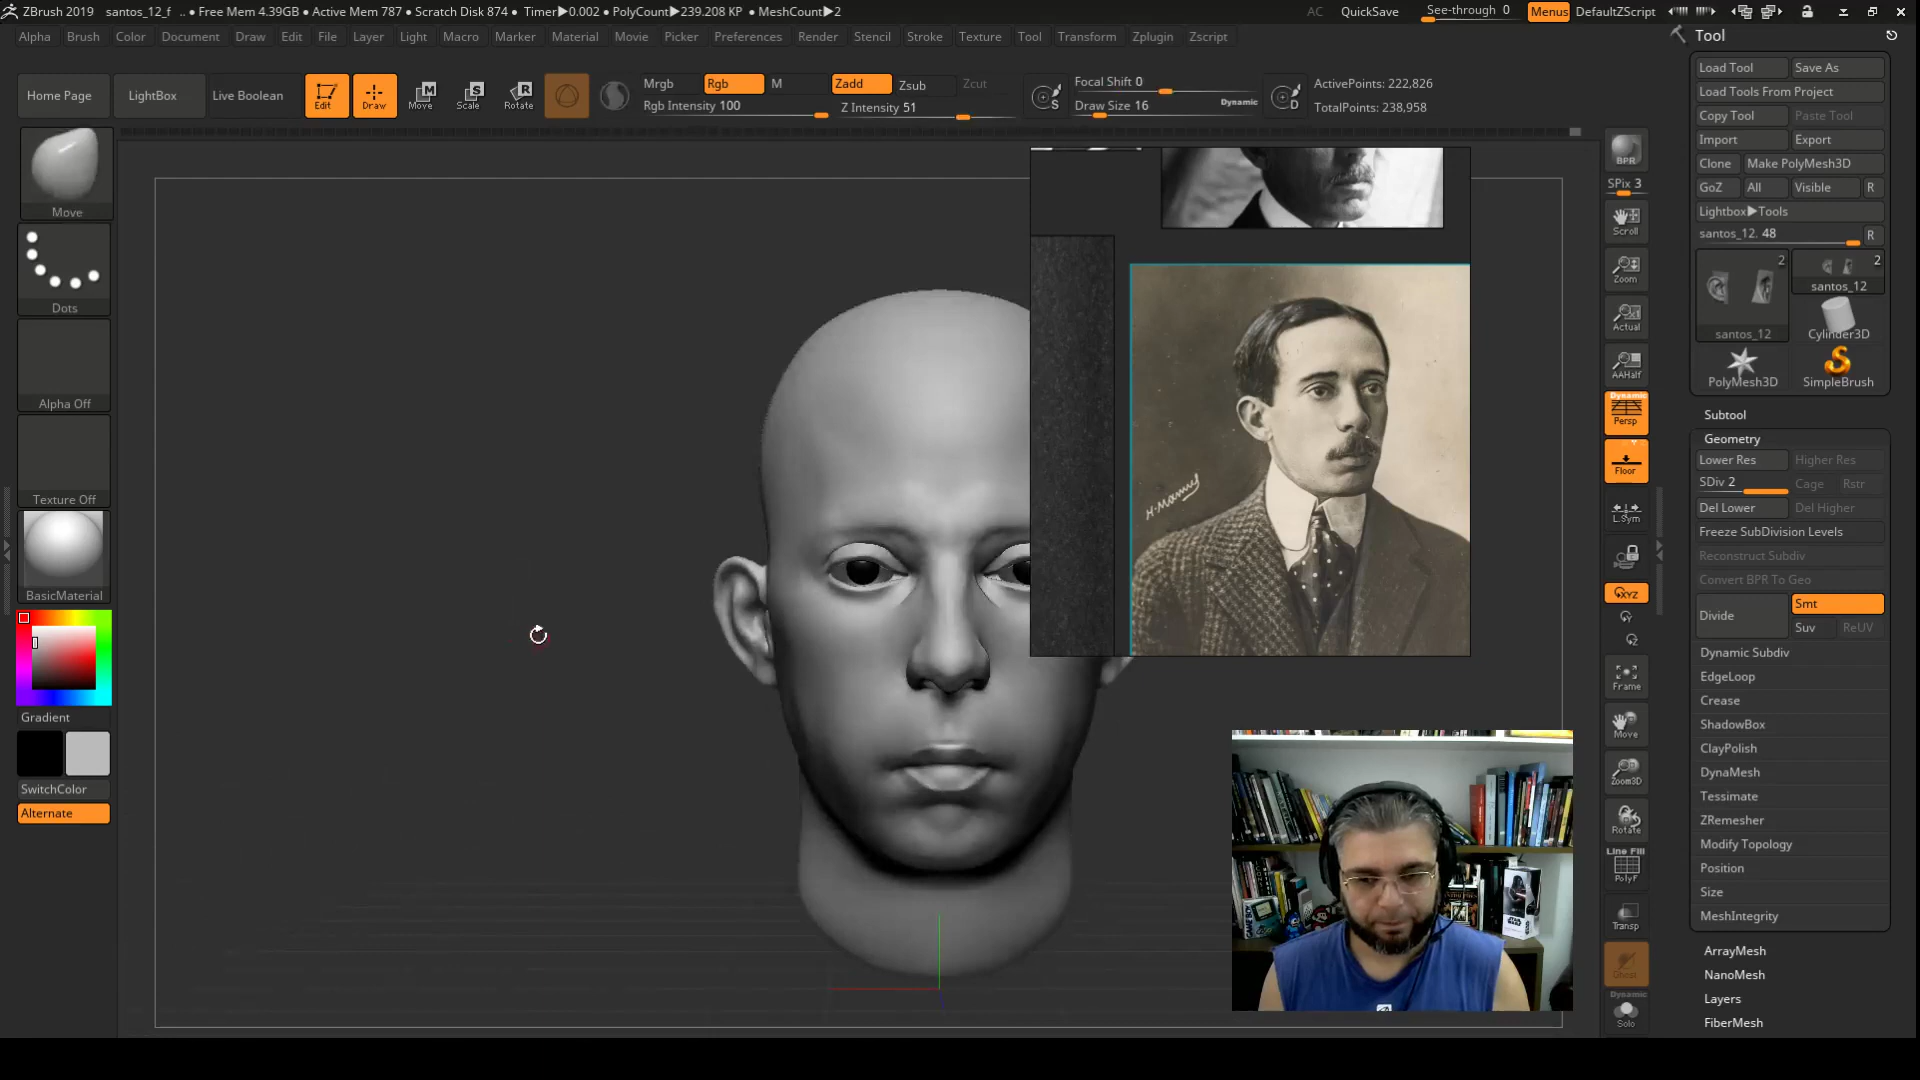 ZBrush 2019 santos_12_f .. • Free Mem 4.39GB • Active Mem 787 • Scratch Disk 874 • Timer▶0.002 • PolyCount▶239.208 KP • MeshCount▶2
AC QuickSave See-through 0 Menus DefaultZScript
Alpha Brush Color Document Draw Edit File Layer Light Macro Marker Material Movie Picker Preferences Render Stencil Stroke Texture Tool Transform Zplugin Zscript
Home Page LightBox Live Boolean Edit Draw Move Scale Rotate
M S R
Mrgb Rgb M Zadd Zsub Zcut
Rgb Intensity 100 Z Intensity 51
S Focal Shift 0
Draw Size 16 Dynamic
D ActivePoints: 222,826
TotalPoints: 238,958
Move
Dots
Alpha Off
Texture Off
BasicMaterial
Gradient
SwitchColor
Alternate
BPR
SPix 3
Scroll
Zoom
Actual
AAHalf
Dynamic
Persp
Floor
L.Sym
XYZ
Frame
Move
Zoom3D
Rotate
Line Fill
PolyF
Transp
Ghost
Dynamic
Solo
Tool
Load Tool Save As
Load Tools From Project
Copy Tool Paste Tool
Import Export
Clone Make PolyMesh3D
GoZ All Visible R
Lightbox▶Tools
santos_12. 48 R
2 2
santos_12
santos_12 Cylinder3D
PolyMesh3D SimpleBrush
Subtool
Geometry
Lower Res Higher Res
SDiv 2 Cage Rstr
Del Lower Del Higher
Freeze SubDivision Levels
Reconstruct Subdiv
Convert BPR To Geo
Divide Smt
Suv ReUV
Dynamic Subdiv
EdgeLoop
Crease
ShadowBox
ClayPolish
DynaMesh
Tessimate
ZRemesher
Modify Topology
Position
Size
MeshIntegrity
ArrayMesh
NanoMesh
Layers
FiberMesh
STAR WARS